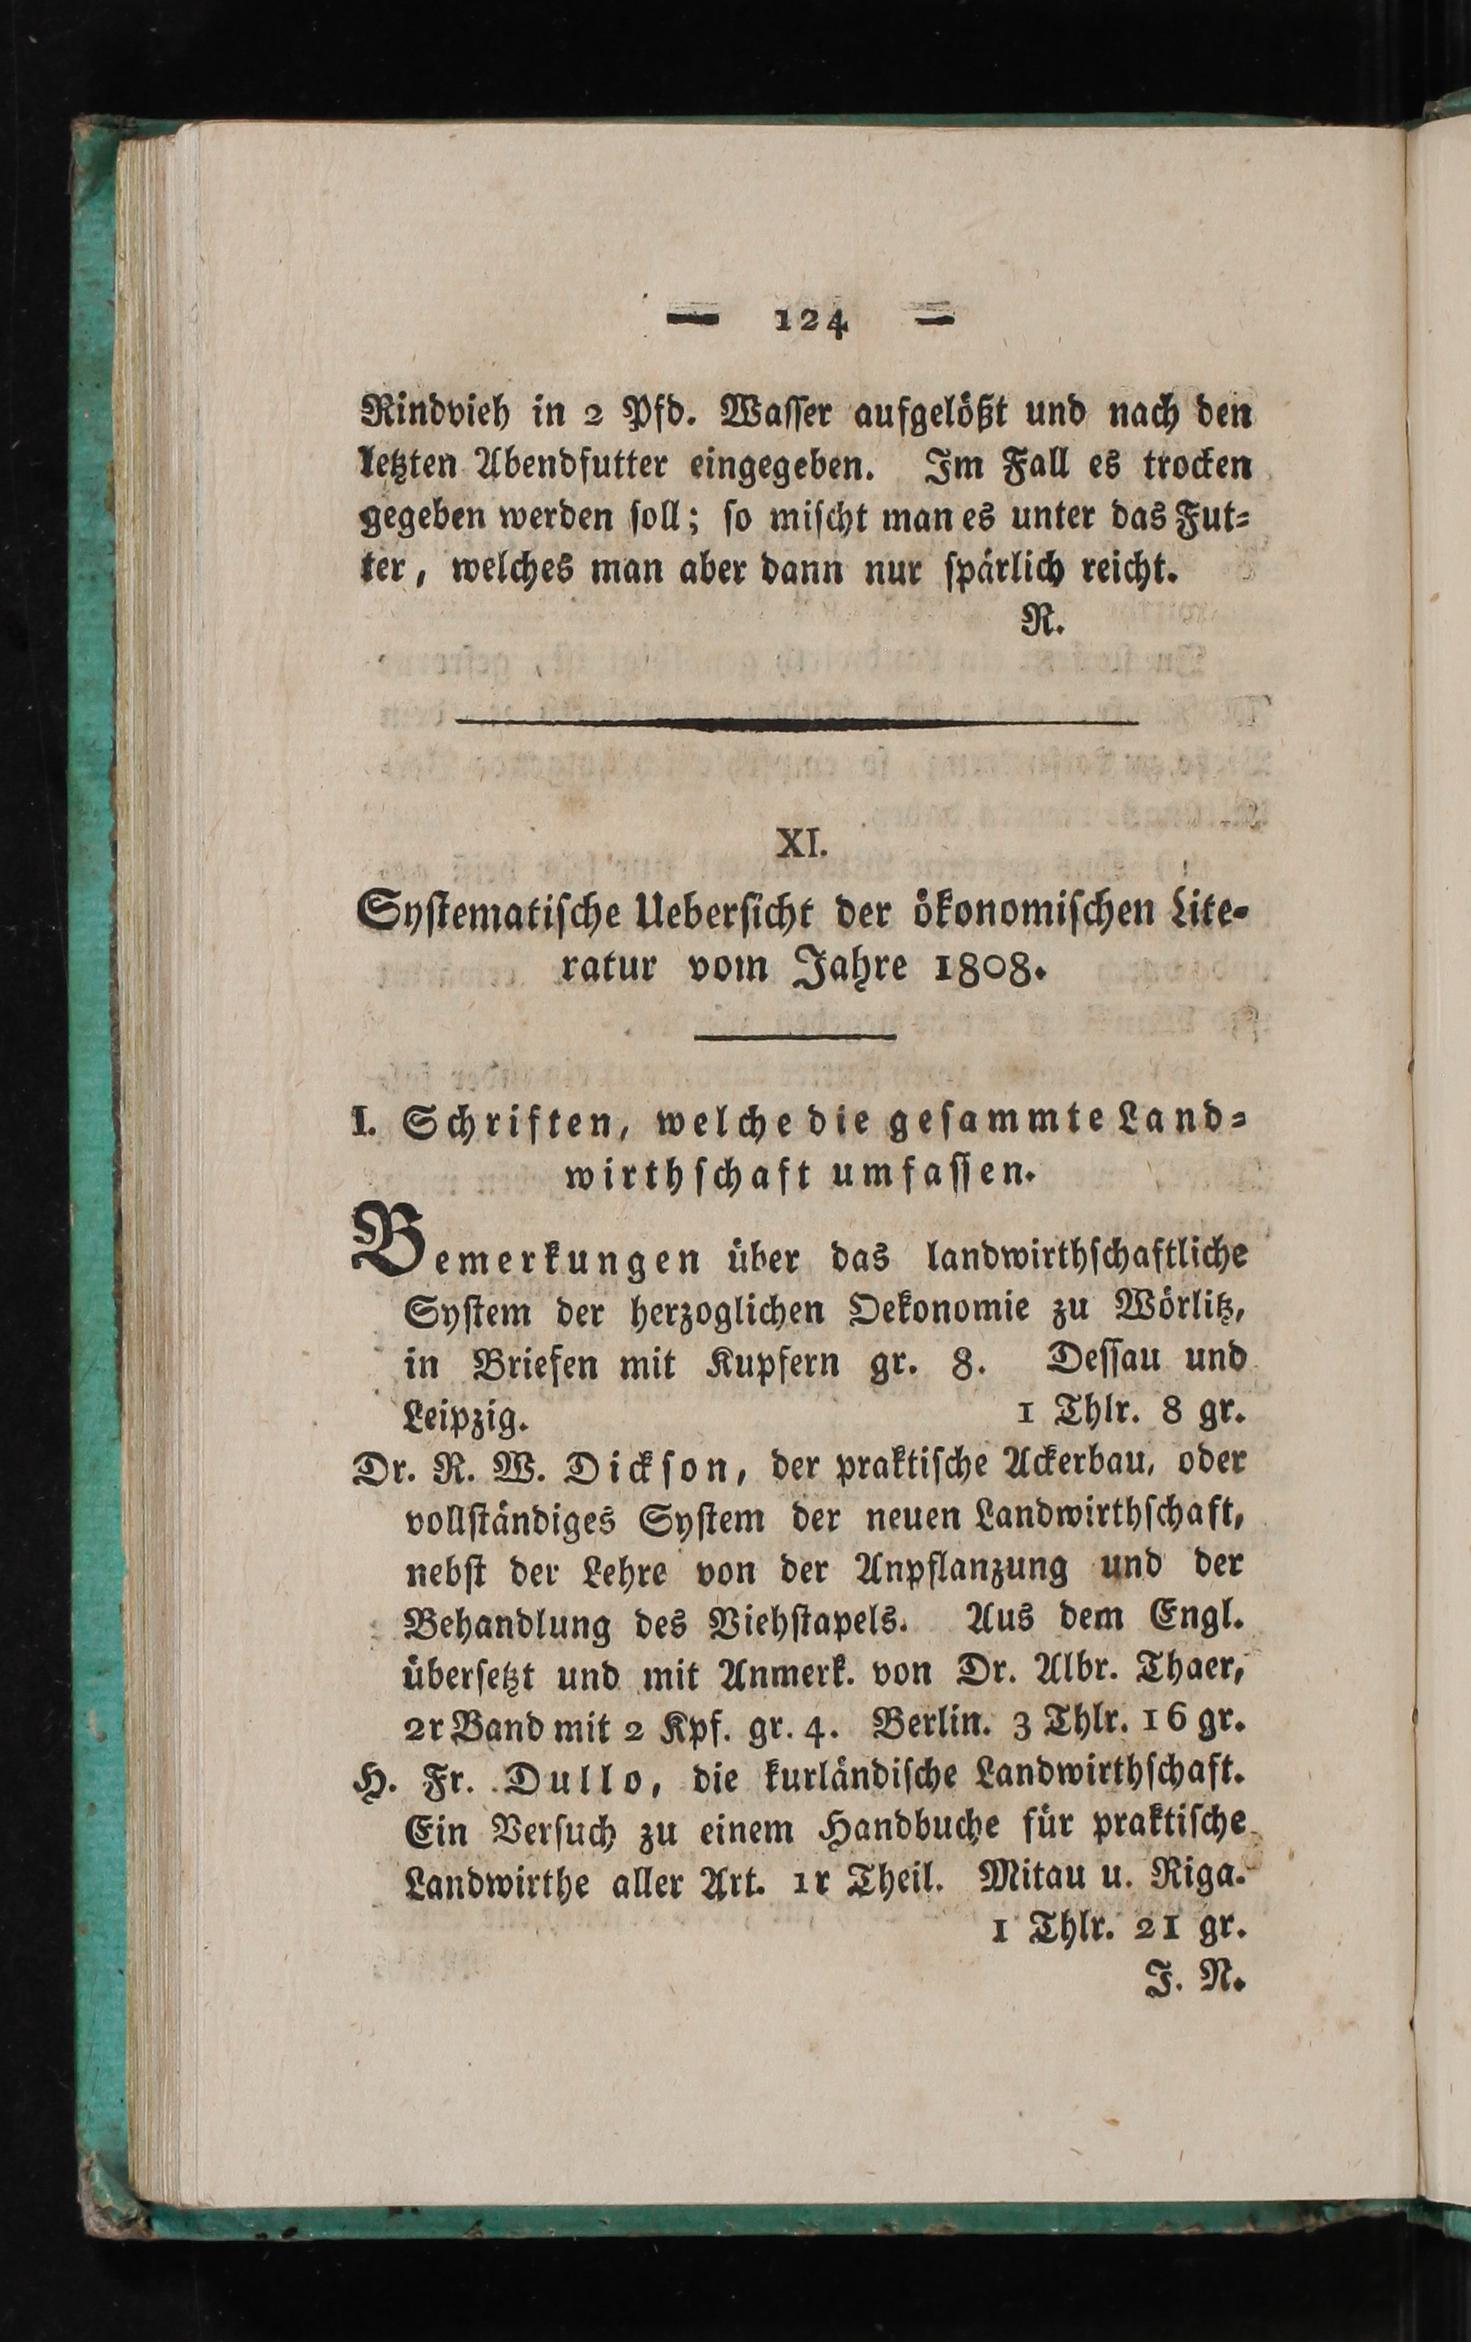 — 124 —
Rindvieh in 2 Pfd. Wasser aufgelößt und nach den
letzten Abendfutter eingegeben. Im Fall es trocken
gegeben werden soll; so mischt man es unter das Fut-
ter, welches man aber dann nur spärlich reicht.
R.
XI.
Systematische Uebersicht der ökonomischen Lite-
ratur vom Jahre 1808.
I. Schriften, welche die gesammte Land-
wirthschaft umfassen.
Bemerkungen über das landwirthschaftliche
System der herzoglichen Oekonomie zu Wörlitz,
in Briefen mit Kupfern gr. 8. Dessau und
Leipzig. 1 Thlr. 8 gr.
Dr. R. W. Dickson, der praktische Ackerbau, oder
vollständiges System der neuen Landwirthschaft,
nebst der Lehre von der Anpflanzung und der
Behandlung des Viehstapels. Aus dem Engl.
übersetzt und mit Anmerk. von Dr. Albr. Thaer,
2r Band mit 2 Kpf. gr. 4. Berlin. 3 Thlr. 16 gr.
H. Fr. Dullo, die kurländische Landwirthschaft.
Ein Versuch zu einem Handbuche für praktische
Landwirthe aller Art. 1r Theil. Mitau u. Riga.
1 Thlr. 21 gr.
J. N.